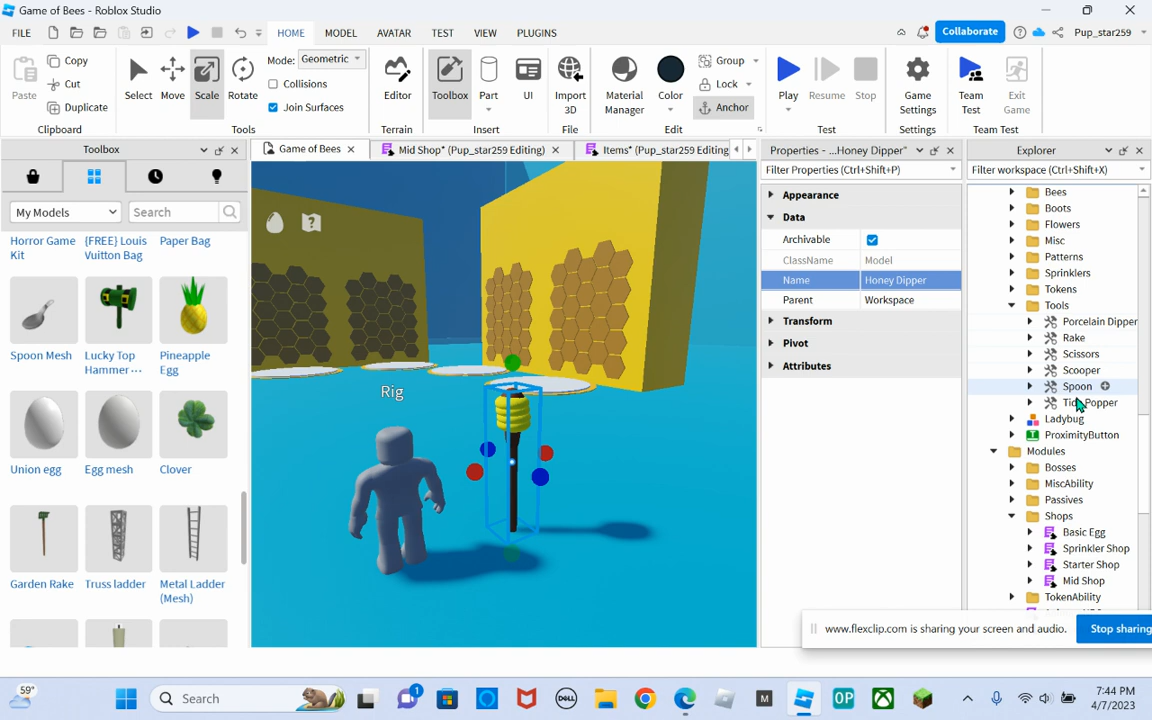 Game of Bees - Roblox Studio
FILE HOME MODEL AVATAR TEST VIEW PLUGINS Collaborate Pup_star259
Paste Copy Cut Duplicate Select Move Scale Rotate Mode: Geometric Collisions Join Surfaces Editor Toolbox Part UI Import 3D Material Manager Color Group Lock Anchor Play Resume Stop Game Settings Team Test Exit Game
Clipboard Tools Terrain Insert File Edit Test Settings Team Test
Toolbox
My Models Search
Horror Game Kit {FREE} Louis Vuitton Bag Paper Bag
Spoon Mesh Lucky Top Hammer ··· Pineapple Egg
Union egg Egg mesh Clover
Garden Rake Truss ladder Metal Ladder (Mesh)
Game of Bees Mid Shop* (Pup_star259 Editing) Items* (Pup_star259 Editing
?
Rig
Properties - ...Honey Dipper"
Filter Properties (Ctrl+Shift+P)
Appearance
Data
Archivable
ClassName Model
Name Honey Dipper
Parent Workspace
Transform
Pivot
Attributes
Explorer
Filter workspace (Ctrl+Shift+X)
Bees
Boots
Flowers
Misc
Patterns
Sprinklers
Tokens
Tools
Porcelain Dipper
Rake
Scissors
Scooper
Spoon
Popper
Ladybug
ProximityButton
Modules
Bosses
MiscAbility
Passives
Shops
Basic Egg
Sprinkler Shop
Starter Shop
Mid Shop
TokenAbility
www.flexclip.com is sharing your screen and audio. Stop sharing
59° Search 1 DELL M OP 7:44 PM
4/7/2023